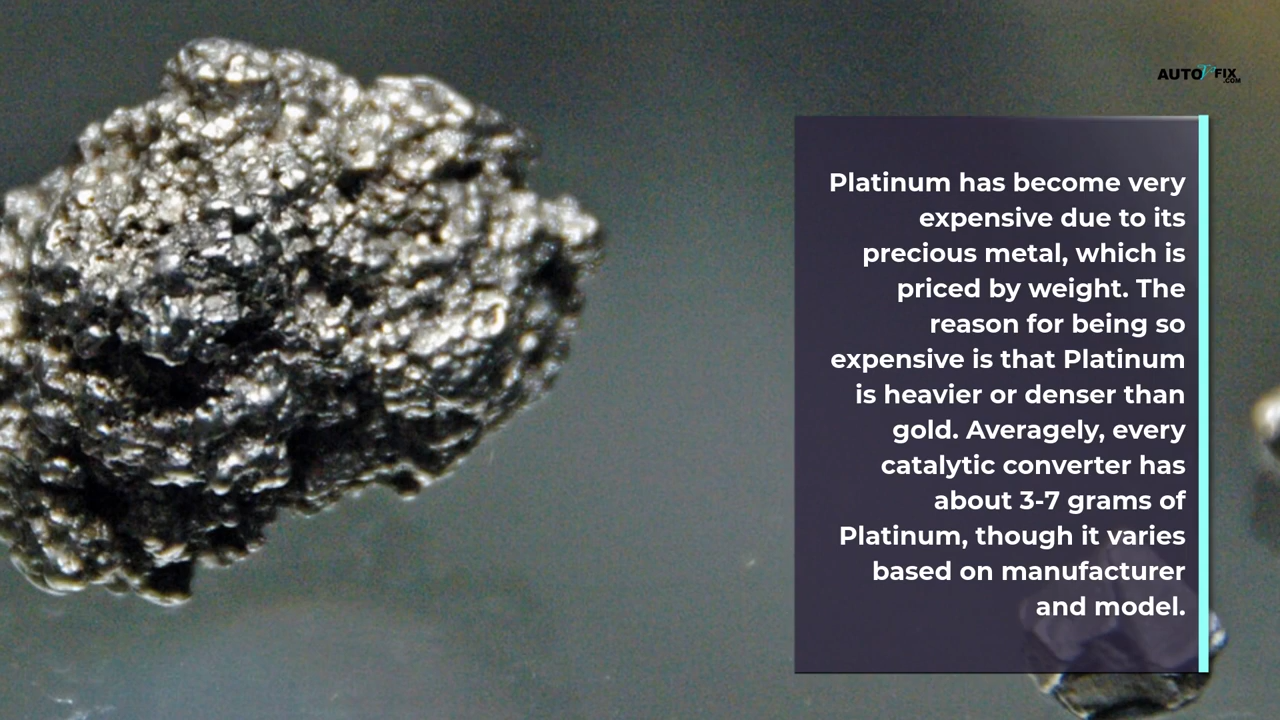 AUTO V FIX
.COM
Platinum has become very
expensive due to its
precious metal, which is
priced by weight. The
reason for being so
expensive is that Platinum
is heavier or denser than
gold. Averagely, every
catalytic converter has
about 3-7 grams of
Platinum, though it varies
based on manufacturer
and model.